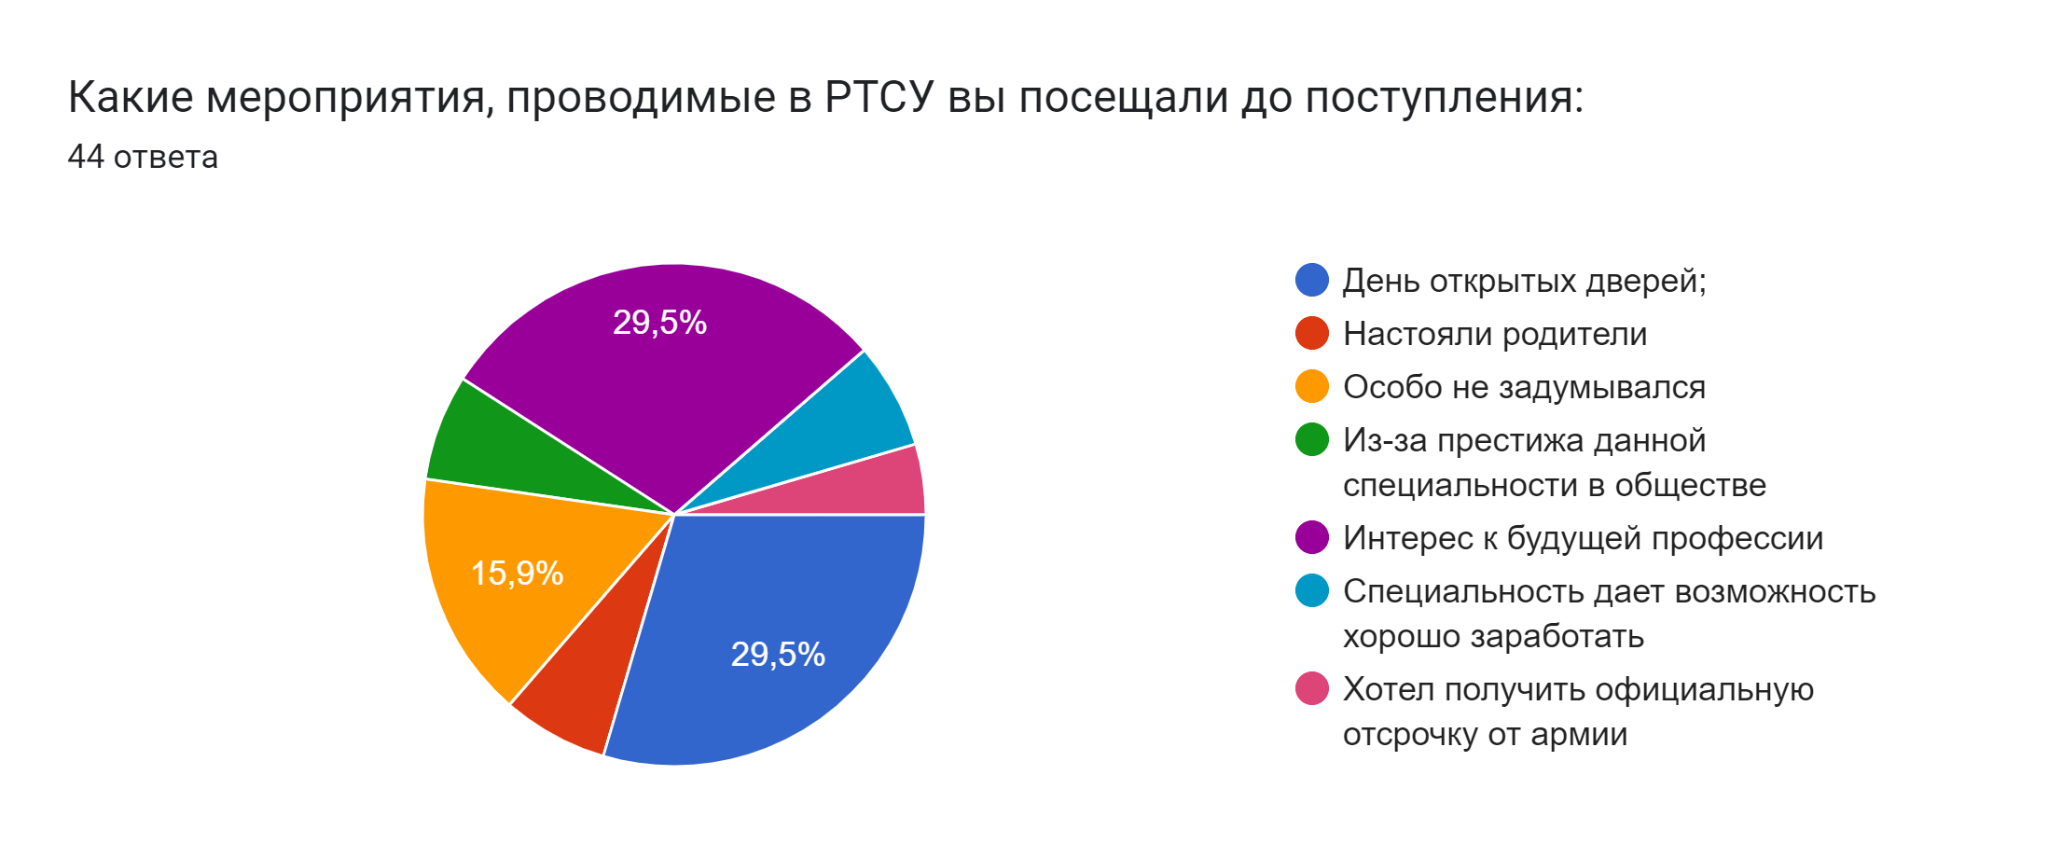 Какие мероприятия, проводимые в РТСУ вы посещали до поступления:
44 ответа
29,5%
15,9%
29,5%
День открытых дверей;
Настояли родители
Особо не задумывался
Из-за престижа данной
специальности в обществе
Интерес к будущей профессии
Специальность дает возможность
хорошо заработать
Хотел получить официальную
отсрочку от армии